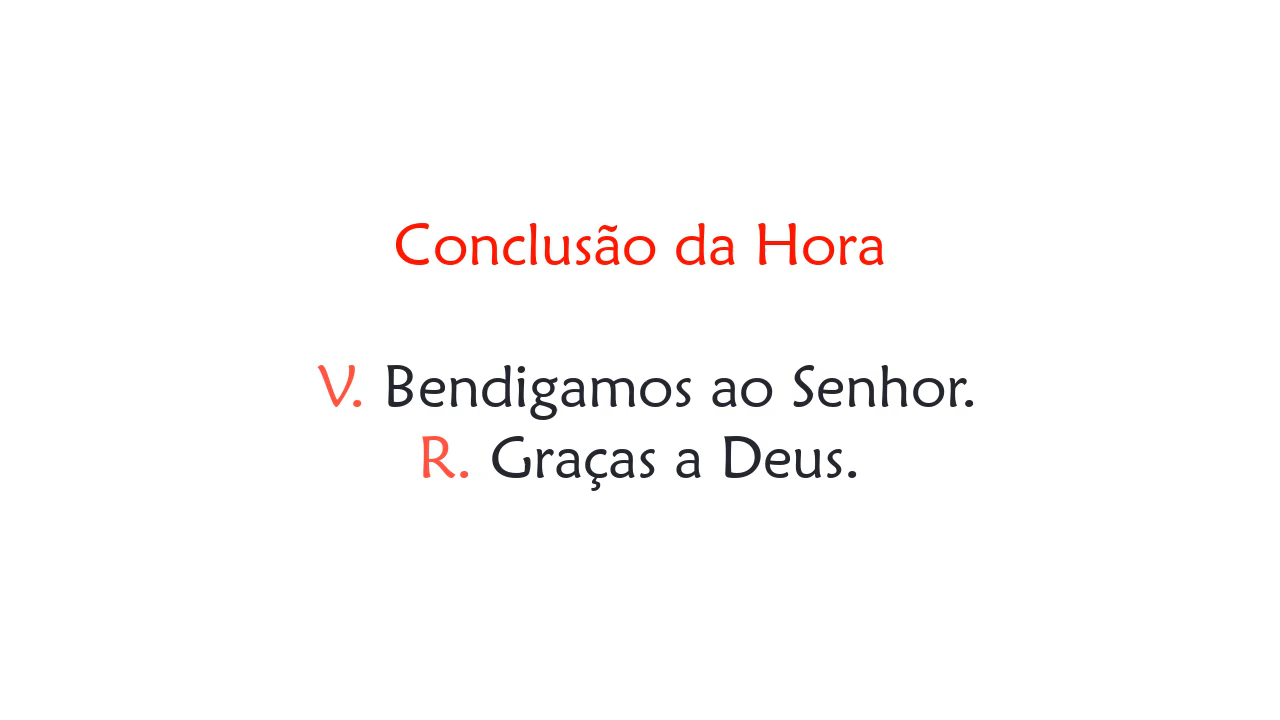 Conclusão da Hora
V. Bendigamos ao Senhor.
R. Graças a Deus.